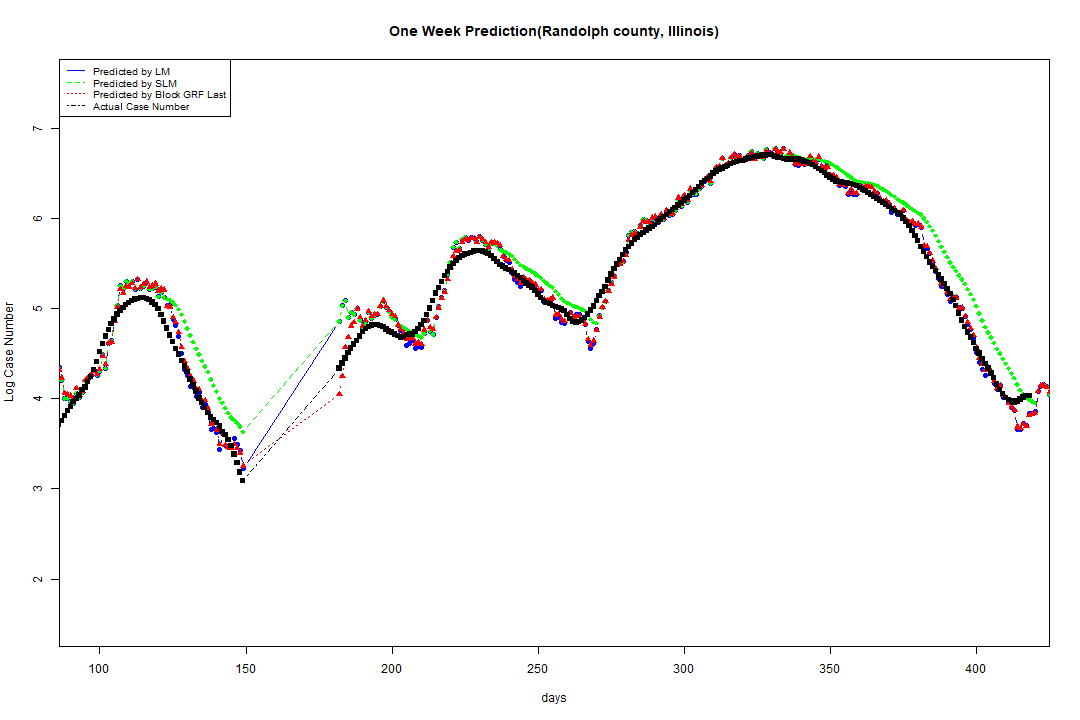 One Week Prediction(Randolph county, Illinois)
Predicted by LM
Predicted by SLM
Predicted by Block GRF Last
Actual Case Number
Log Case Number
7
6
5
4
3
2
100 150 200 250 300 350 400
days